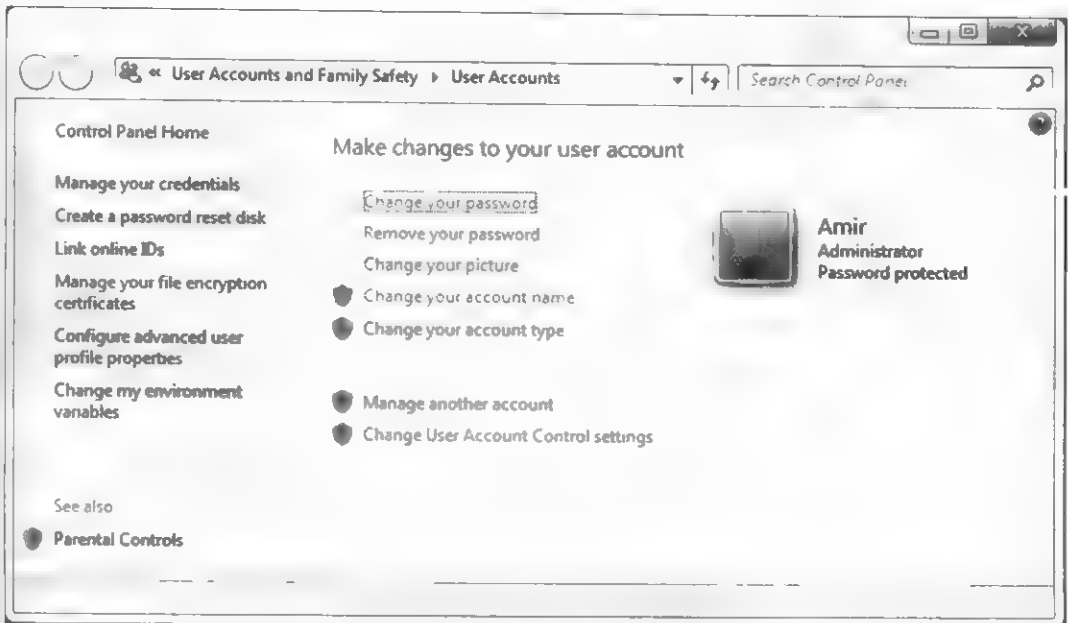 « User Accounts and Family Safety ▸ User Accounts
Search Control Panel
Control Panel Home
Manage your credentials
Create a password reset disk
Link online IDs
Manage your file encryption
certificates
Configure advanced user
profile properties
Change my environment
variables
See also
Parental Controls
Make changes to your user account
Change your password
Remove your password
Change your picture
Change your account name
Change your account type
Manage another account
Change User Account Control settings
Amir
Administrator
Password protected